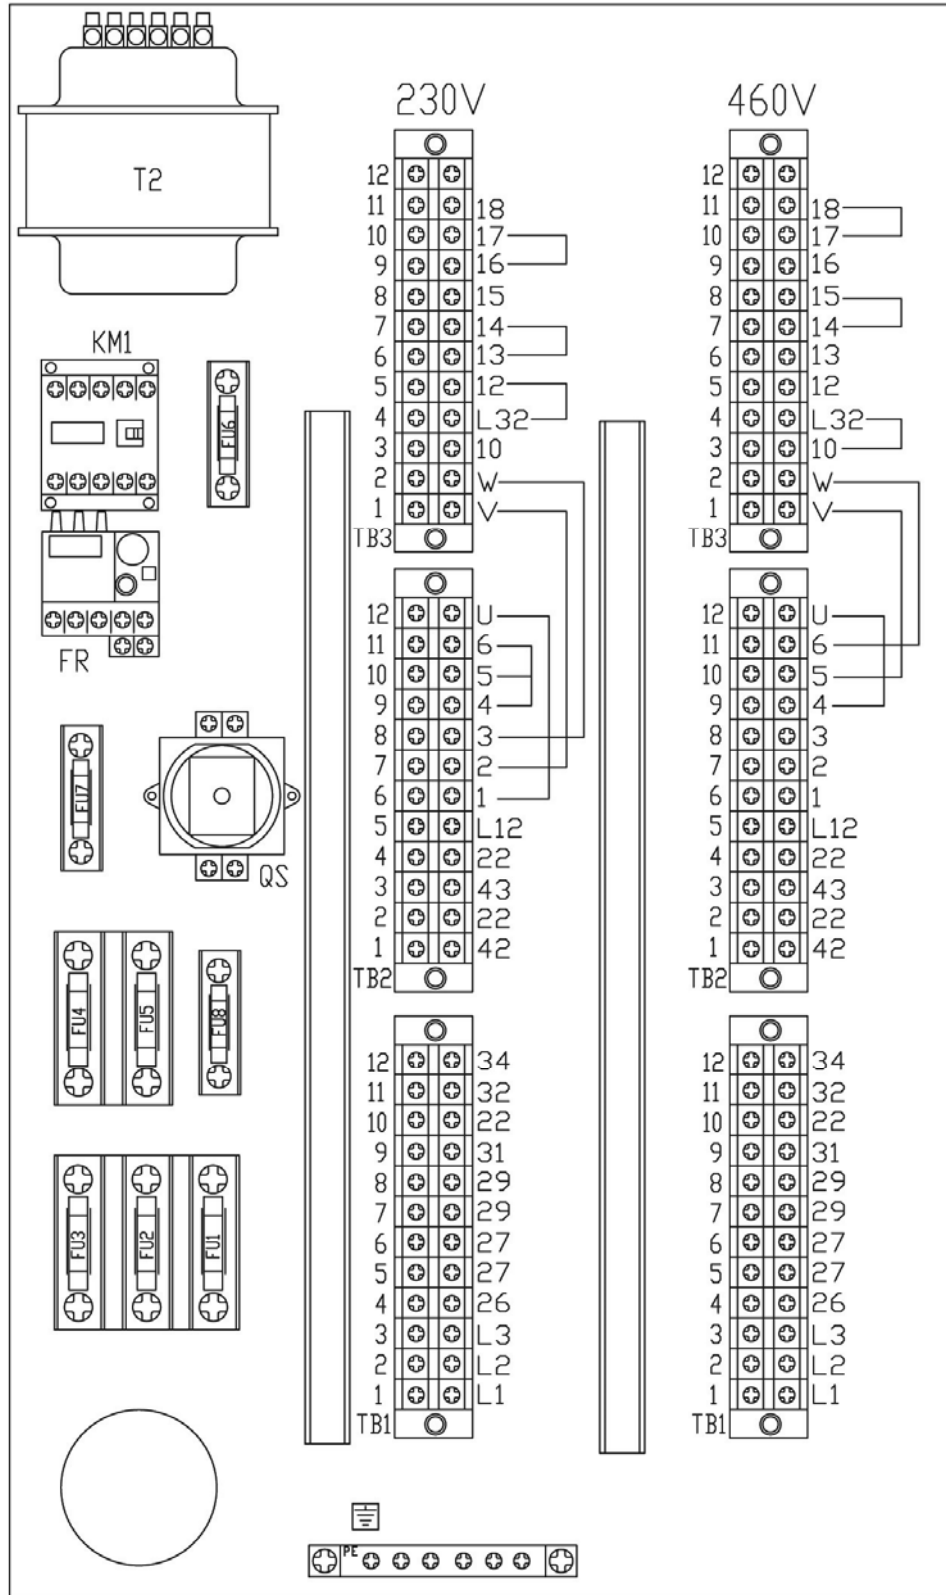 230V 460V
T2
12 12
11 18 11 18
10 17 10 17
9 16 9 16
8 15 8 15
7 14 7 14
6 13 6 13
5 12 5 12
4 L32 4 L32
3 10 3 10
2 W 2 W
1 V 1 V
TB3 TB3
KM1
FU6
FR
12 U 12 U
11 6 11 6
10 5 10 5
9 4 9 4
8 3 8 3
7 2 7 2
6 1 6 1
5 L12 5 L12
4 22 4 22
3 43 3 43
2 22 2 22
1 42 1 42
TB2 TB2
FU7
QS
FU4 FU5 FU8
12 34 12 34
11 32 11 32
10 22 10 22
9 31 9 31
8 29 8 29
7 29 7 29
6 27 6 27
5 27 5 27
4 26 4 26
3 L3 3 L3
2 L2 2 L2
1 L1 1 L1
TB1 TB1
FU3 FU2 FU1
PE